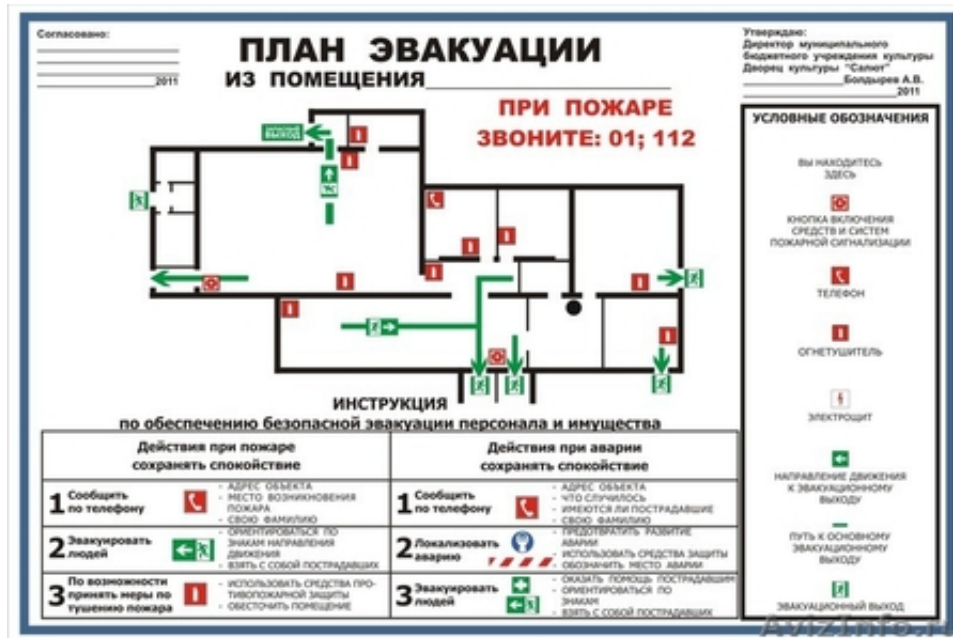 Согласовано:
2011
ПЛАН ЭВАКУАЦИИ
ИЗ ПОМЕЩЕНИЯ
ПРИ ПОЖАРЕ
ЗВОНИТЕ: 01; 112
Утверждаю:
Директор муниципального
бюджетного учреждения культуры
Дворец культуры "Салют"
Болдырев А.В.
2011
ВЫХОД
УСЛОВНЫЕ ОБОЗНАЧЕНИЯ
ВЫ НАХОДИТЕСЬ
ЗДЕСЬ
КНОПКА ВКЛЮЧЕНИЯ
СРЕДСТВ И СИСТЕМ
ПОЖАРНОЙ СИГНАЛИЗАЦИИ
ТЕЛЕФОН
ОГНЕТУШИТЕЛЬ
ЭЛЕКТРОЩИТ
НАПРАВЛЕНИЕ ДВИЖЕНИЯ
К ЭВАКУАЦИОННОМУ
ВЫХОДУ
ПУТЬ К ОСНОВНОМУ
ЭВАКУАЦИОННОМУ
ВЫХОДУ
ЭВАКУАЦИОННЫЙ ВЫХОД
ИНСТРУКЦИЯ
по обеспечению безопасной эвакуации персонала и имущества
Действия при пожаре
сохранять спокойствие
1 Сообщить
по телефону
- АДРЕС ОБЪЕКТА
- МЕСТО ВОЗНИКНОВЕНИЯ
ПОЖАРА
- СВОЮ ФАМИЛИЮ
2 Эвакуировать
людей
- ОРИЕНТИРОВАТЬСЯ ПО
ЗНАКАМ НАПРАВЛЕНИЯ
ДВИЖЕНИЯ
- ВЗЯТЬ С СОБОЙ ПОСТРАДАВШИХ
3 По возможности
принять меры по
тушению пожара
- ИСПОЛЬЗОВАТЬ СРЕДСТВА ПРО-
ТИВОПОЖАРНОЙ ЗАЩИТЫ
- ОБЕСТОЧИТЬ ПОМЕЩЕНИЕ
Действия при аварии
сохранять спокойствие
1 Сообщить
по телефону
- АДРЕС ОБЪЕКТА
- ЧТО СЛУЧИЛОСЬ
- ИМЕЮТСЯ ЛИ ПОСТРАДАВШИЕ
- СВОЮ ФАМИЛИЮ
2 Локализовать
аварию
- ПРЕДОТВРАТИТЬ РАЗВИТИЕ
АВАРИИ
- ИСПОЛЬЗОВАТЬ СРЕДСТВА ЗАЩИТЫ
- ОБОЗНАЧИТЬ МЕСТО АВАРИИ
3 Эвакуировать
людей
- ОКАЗАТЬ ПОМОЩЬ ПОСТРАДАВШИМ
- ОРИЕНТИРОВАТЬСЯ ПО
ЗНАКАМ
- ВЗЯТЬ С СОБОЙ ПОСТРАДАВШИХ